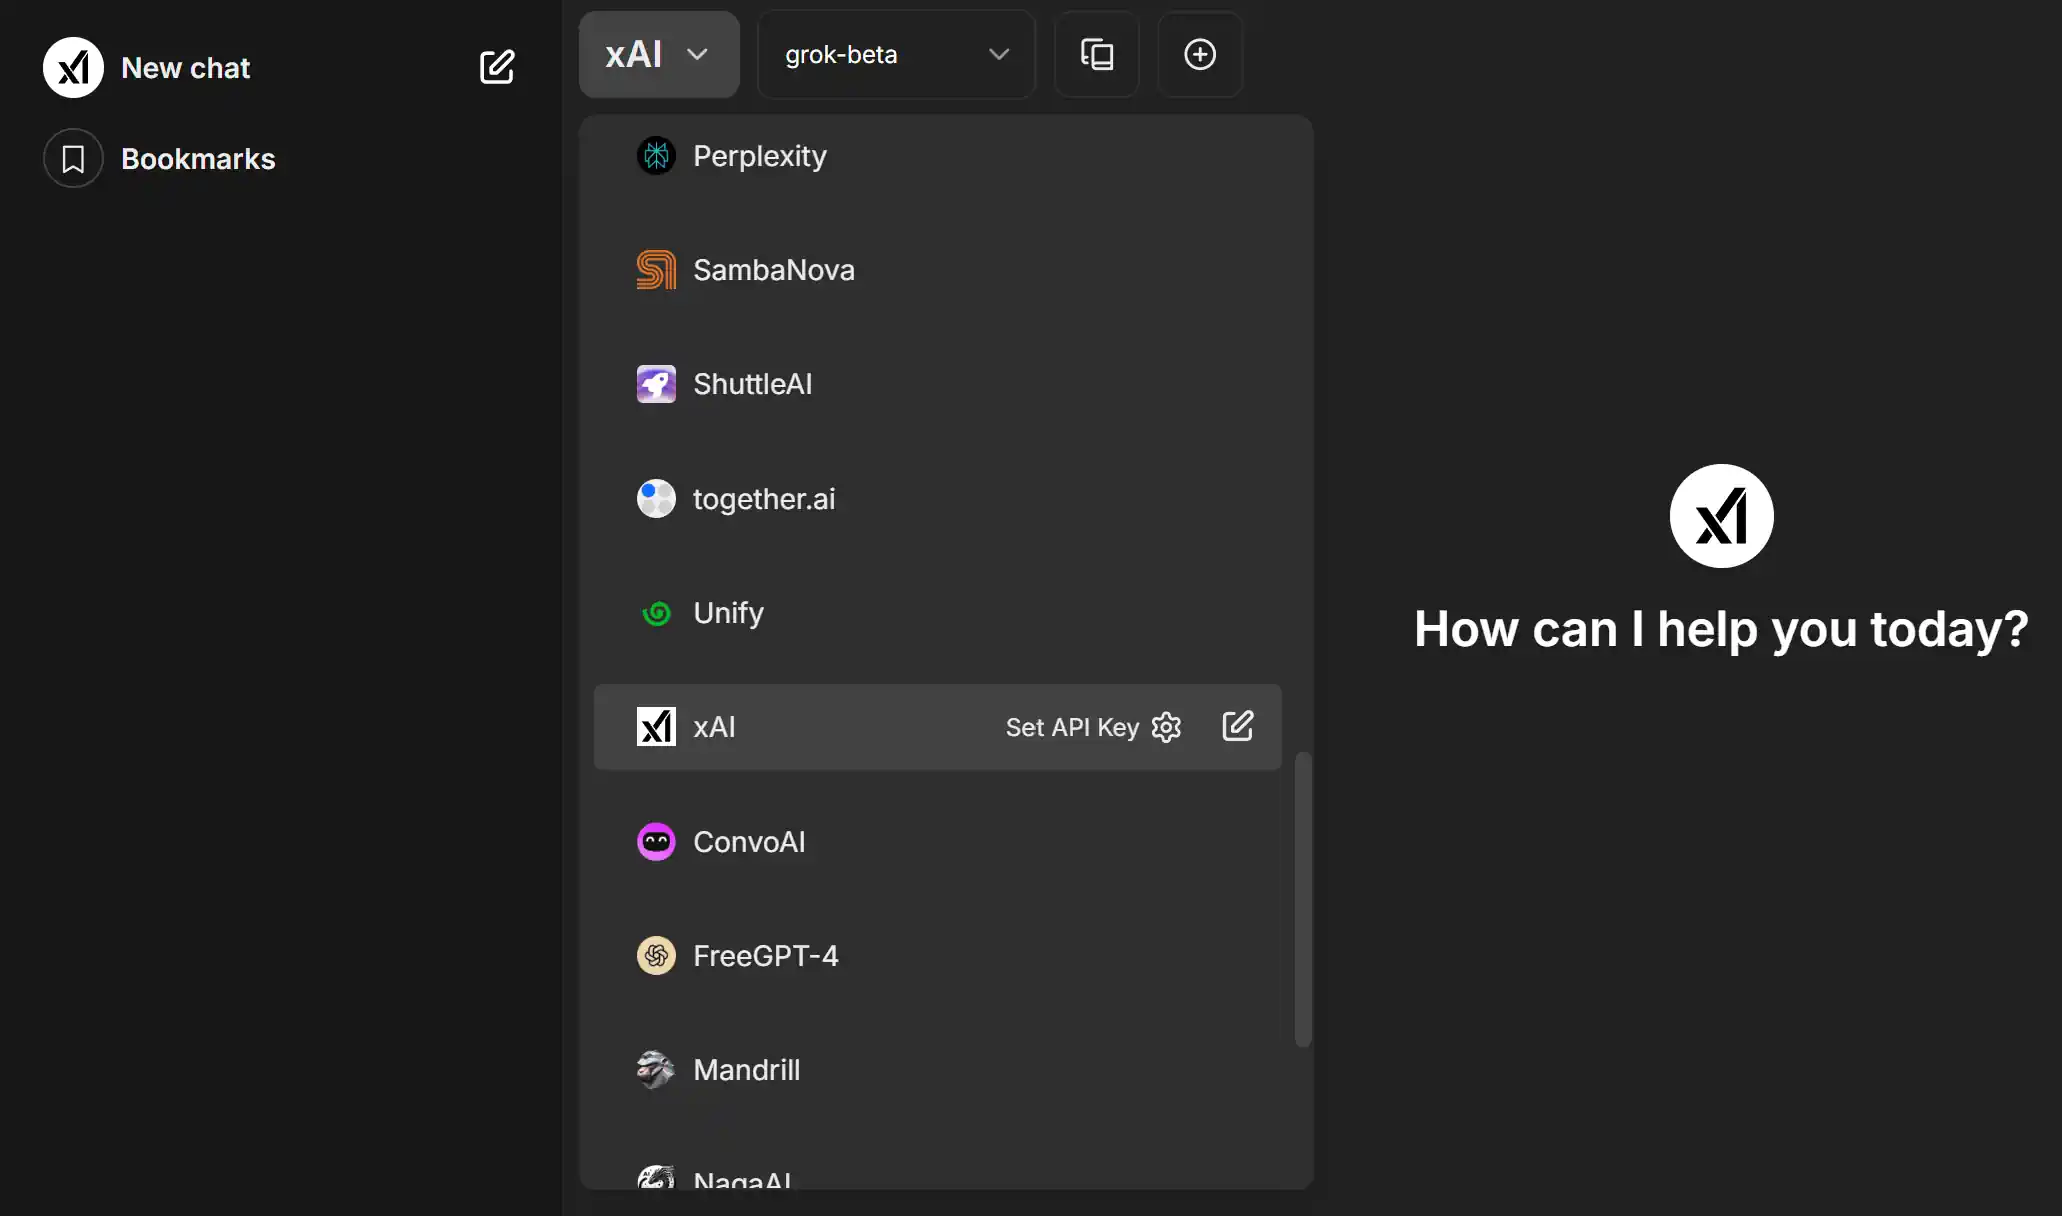 New chat
Bookmarks
xAI
grok-beta
Perplexity
SambaNova
ShuttleAI
together.ai
Unify
xAI Set API Key
ConvoAI
FreeGPT-4
Mandrill
NagaAI
How can I help you today?